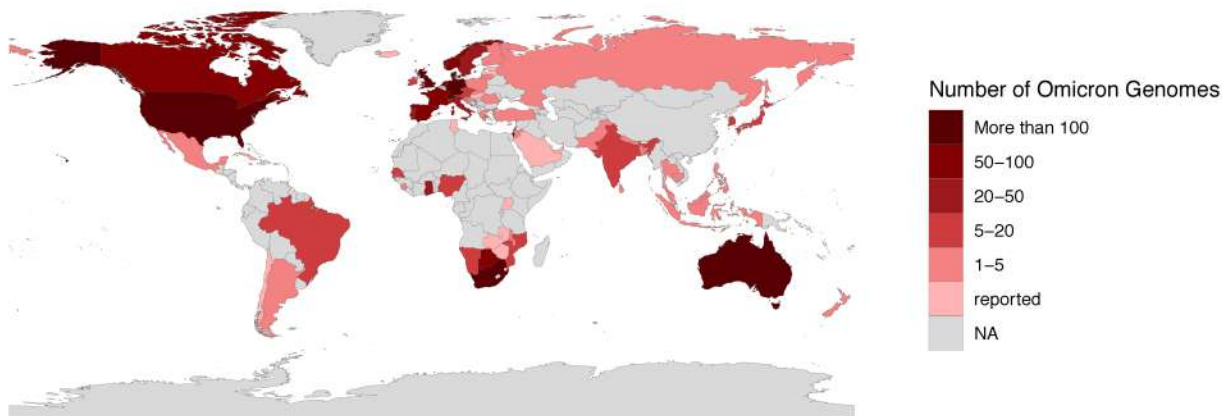 Number of Omicron Genomes
More than 100
50–100
20–50
5–20
1–5
reported
NA